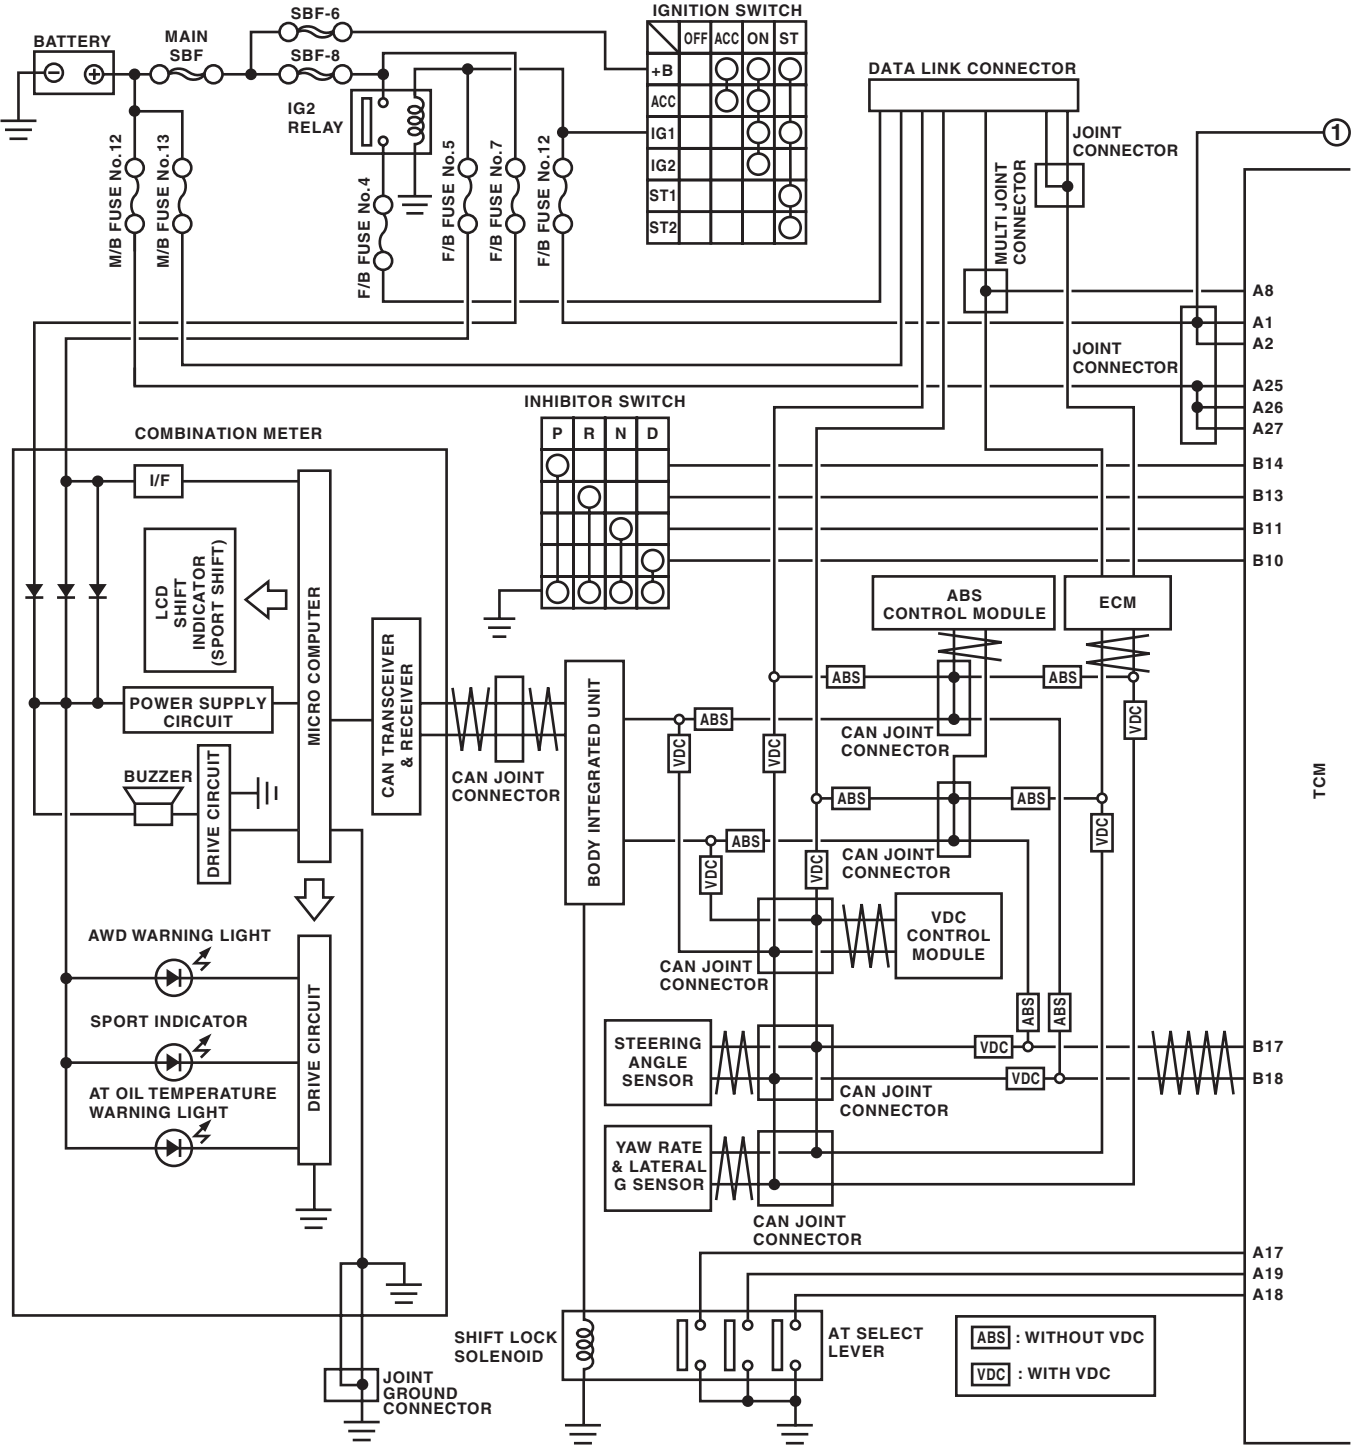 SBF-6
IGNITION SWITCH
BATTERY
MAIN
SBF
SBF-8
OFF
ACC
ON
ST
+B
ACC
IG1
IG2
ST1
ST2
DATA LINK CONNECTOR
IG2
RELAY
JOINT
CONNECTOR
1
MULTI JOINT
CONNECTOR
M/B FUSE No.12
M/B FUSE No.13
F/B FUSE No.4
F/B FUSE No.5
F/B FUSE No.7
F/B FUSE No.12
A8
A1
A2
JOINT
CONNECTOR
A25
A26
A27
INHIBITOR SWITCH
P
R
N
D
B14
B13
B11
B10
COMBINATION METER
I/F
LCD
SHIFT
INDICATOR
(SPORT SHIFT)
MICRO COMPUTER
CAN TRANSCEIVER
& RECEIVER
POWER SUPPLY
CIRCUIT
BUZZER
DRIVE CIRCUIT
CAN JOINT
CONNECTOR
BODY INTEGRATED UNIT
ABS
CONTROL MODULE
ECM
ABS
ABS
ABS
VDC
VDC
VDC
CAN JOINT
CONNECTOR
ABS
ABS
ABS
VDC
VDC
VDC
CAN JOINT
CONNECTOR
TCM
VDC
CONTROL
MODULE
CAN JOINT
CONNECTOR
AWD WARNING LIGHT
SPORT INDICATOR
AT OIL TEMPERATURE
WARNING LIGHT
DRIVE CIRCUIT
STEERING
ANGLE
SENSOR
ABS
ABS
VDC
VDC
B17
B18
CAN JOINT
CONNECTOR
YAW RATE
& LATERAL
G SENSOR
CAN JOINT
CONNECTOR
A17
A19
A18
SHIFT LOCK
SOLENOID
AT SELECT
LEVER
ABS : WITHOUT VDC
VDC : WITH VDC
JOINT
GROUND
CONNECTOR